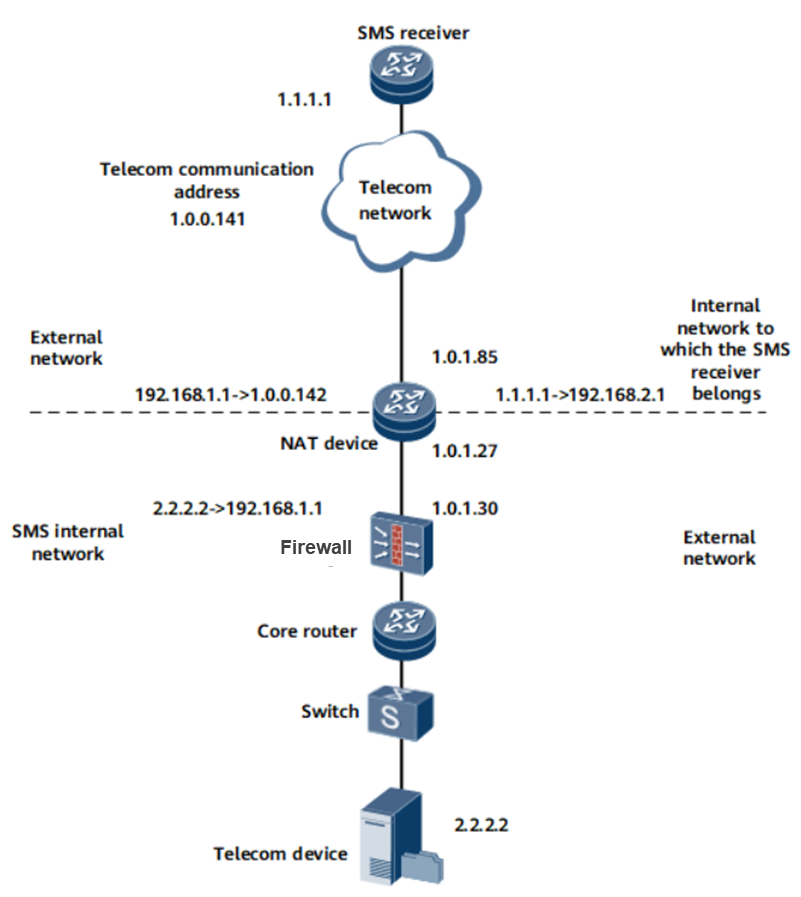 SMS receiver
1.1.1.1
Telecom communication
address
1.0.0.141
Telecom
network
External
network
1.0.1.85
Internal
network to
which the SMS
receiver
belongs
192.168.1.1->1.0.0.142
1.1.1.1->192.168.2.1
NAT device
1.0.1.27
2.2.2.2->192.168.1.1
1.0.1.30
SMS internal
network
Firewall
External
network
Core router
Switch
S
2.2.2.2
Telecom device